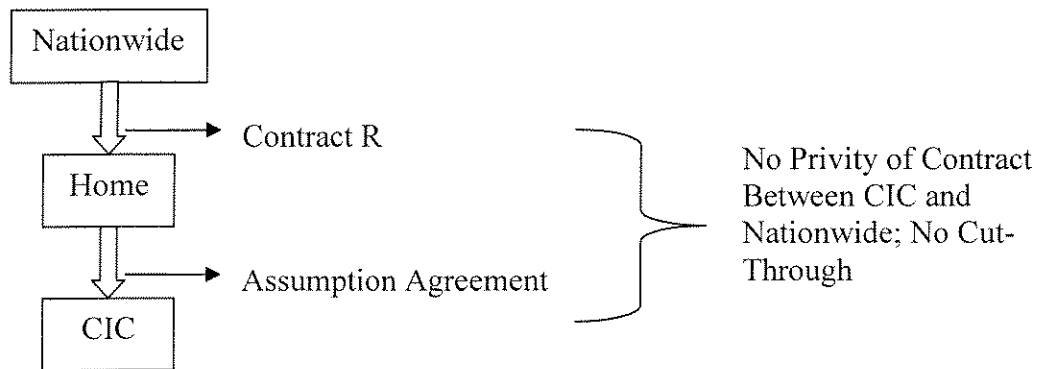 Nationwide
Contract R
Home
Assumption Agreement
CIC
No Privity of Contract
Between CIC and
Nationwide; No Cut-
Through